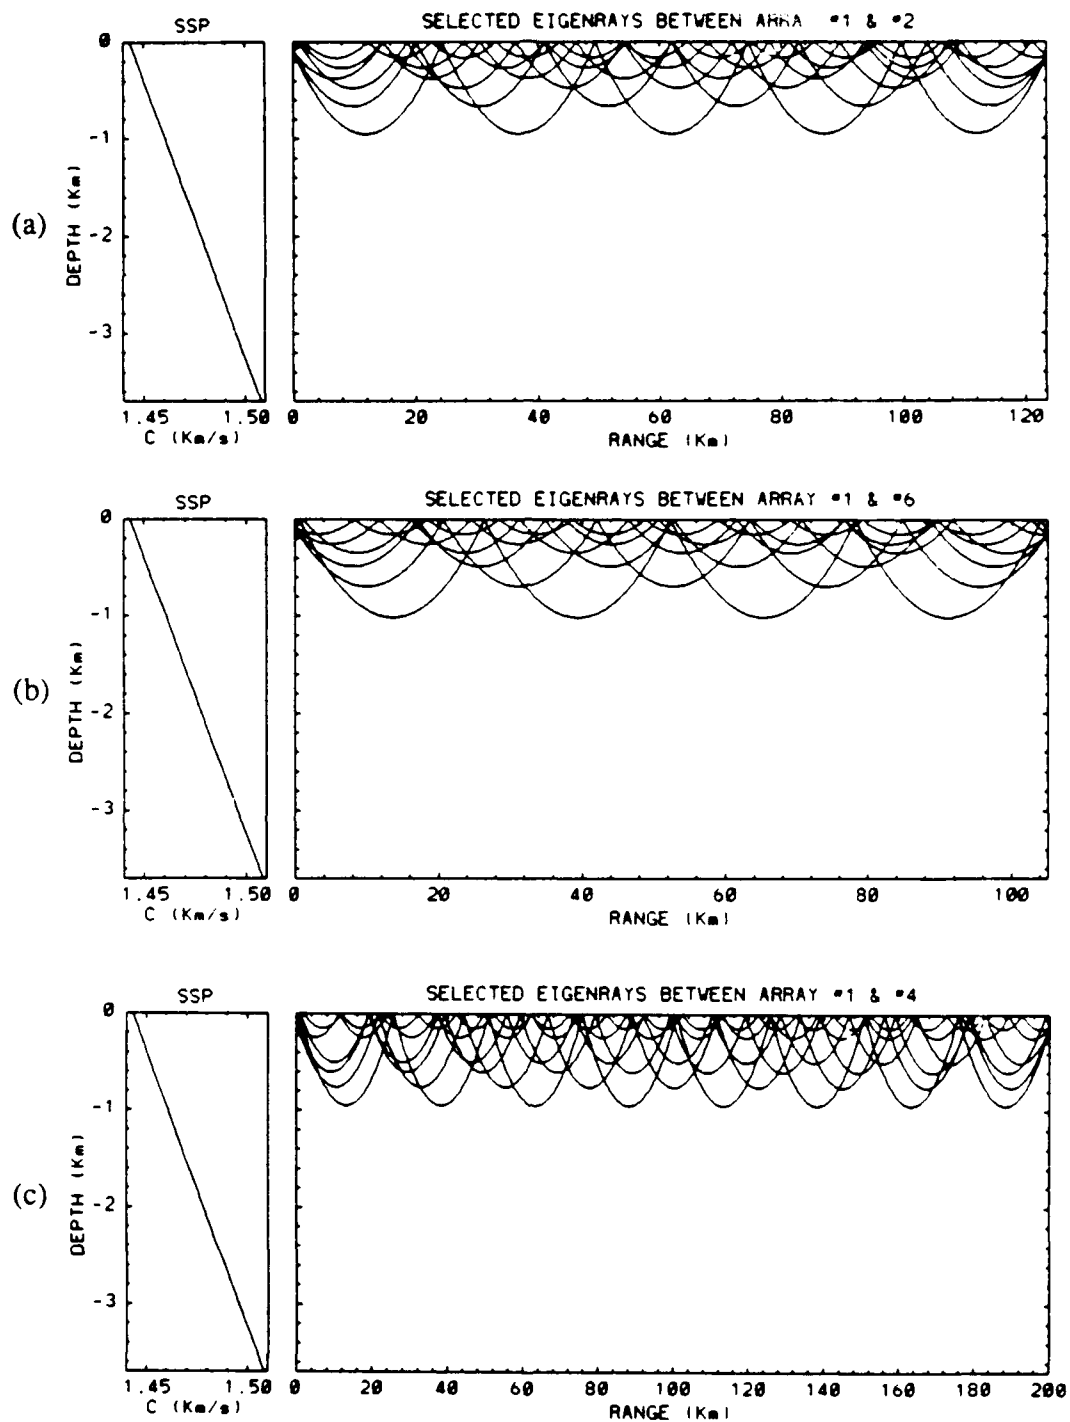 (a)
SSP
SELECTED EIGENRAYS BETWEEN ARRA #1 & #2
DEPTH (Km)
0
-1
-2
-3
1.45 1.50
C (Km/s)
0 20 40 60 80 100 120
RANGE (Km)
(b)
SSP
SELECTED EIGENRAYS BETWEEN ARRAY #1 & #6
DEPTH (Km)
0
-1
-2
-3
1.45 1.50
C (Km/s)
0 20 40 60 80 100
RANGE (Km)
(c)
SSP
SELECTED EIGENRAYS BETWEEN ARRAY #1 & #4
DEPTH (Km)
0
-1
-2
-3
1.45 1.50
C (Km/s)
0 20 40 60 80 100 120 140 160 180 200
RANGE (Km)